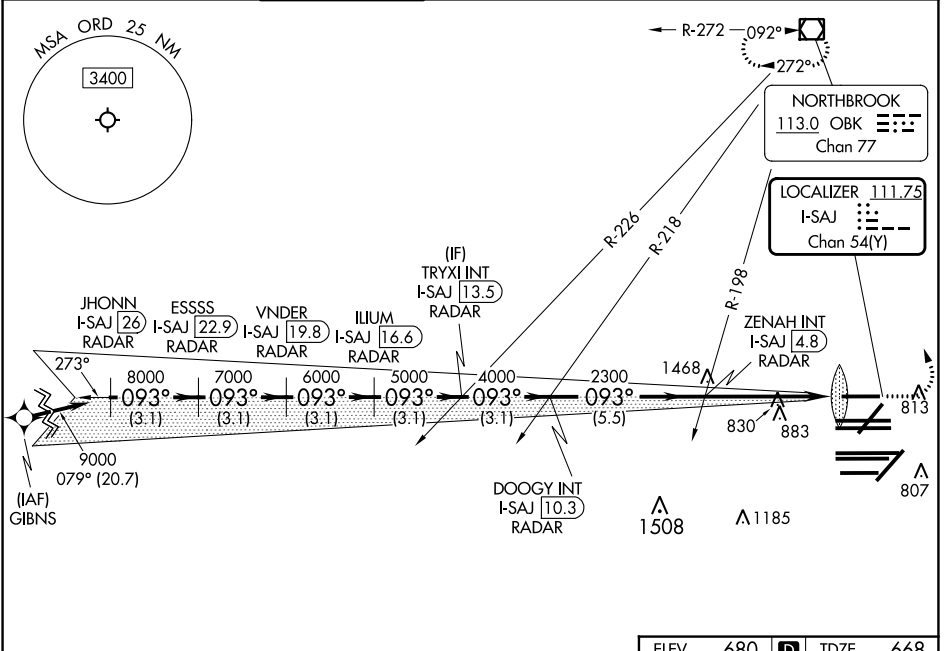 MSA ORD 25 NM
3400
R-272
092°
272°
NORTHBROOK
113.0 OBK
Chan 77
LOCALIZER 111.75
I-SAJ
Chan 54(Y)
R-226
R-218
R-198
(IF)
TRYXI INT
I-SAJ 13.5
RADAR
JHONN
I-SAJ 26
RADAR
ESSSS
I-SAJ 22.9
RADAR
VNDER
I-SAJ 19.8
RADAR
ILIUM
I-SAJ 16.6
RADAR
ZENAH INT
I-SAJ 4.8
RADAR
273°
8000
093°
(3.1)
7000
093°
(3.1)
6000
093°
(3.1)
5000
093°
(3.1)
4000
093°
(3.1)
2300
093°
(5.5)
1468
830
883
813
807
9000
079° (20.7)
(IAF)
GIBNS
DOOGY INT
I-SAJ 10.3
RADAR
1508
1185
ELEV 680 D TDZE 668